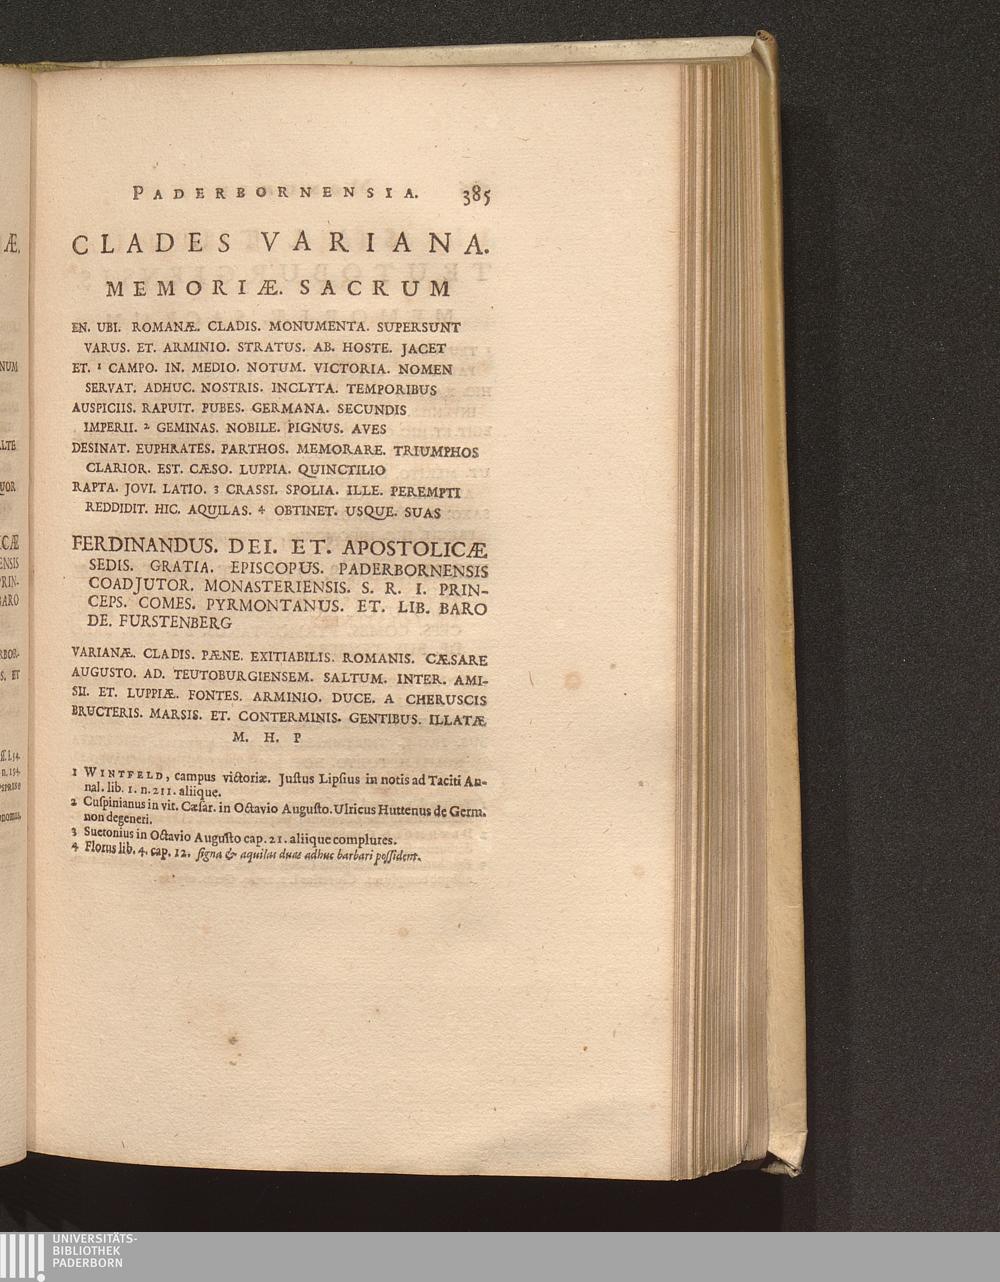 PADERBORNENSIA. 385
CLADES VARIANA.
MEMORIÆ. SACRUM
EN. UBI. ROMANÆ. CLADIS. MONUMENTA. SUPERSUNT
VARUS. ET. ARMINIO. STRATUS. AB. HOSTE. JACET
ET. 1 CAMPO. IN. MEDIO. NOTUM. VICTORIA. NOMEN
SERVAT. ADHUC. NOSTRIS. INCLYTA. TEMPORIBUS
AUSPICIIS. RAPUIT. PUBES. GERMANA. SECUNDIS
IMPERII. 2 GEMINAS. NOBILE. PIGNUS. AVES
DESINAT. EUPHRATES. PARTHOS. MEMORARE. TRIUMPHOS
CLARIOR. EST. CÆSO. LUPPIA. QUINCTILIO
RAPTA. JOVI. LATIO. 3 CRASSI. SPOLIA. ILLE. PEREMPTI
REDDIDIT. HIC. AQUILAS. 4 OBTINET. USQUE. SUAS
FERDINANDUS. DEI. ET. APOSTOLICÆ
SEDIS. GRATIA. EPISCOPUS. PADERBORNENSIS
COADJUTOR. MONASTERIENSIS. S. R. I. PRIN-
CEPS. COMES. PYRMONTANUS. ET. LIB. BARO
DE. FURSTENBERG
VARIANÆ. CLADIS. PÆNE. EXITIABILIS. ROMANIS. CÆSARE
AUGUSTO. AD. TEUTOBURGIENSEM. SALTUM. INTER. AMI-
SII. ET. LUPPIÆ. FONTES. ARMINIO. DUCE. A CHERUSCIS
BRUCTERIS. MARSIS. ET. CONTERMINIS. GENTIBUS. ILLATÆ
M. H. P
1 WINTFELD, campus victoriæ. Juſtus Lipſius in notis ad Taciti An-
nal. lib. 1. n. 211. aliique.
2 Cuſpinianus in vit. Cæſar. in Octavio Auguſto. Ulricus Huttenus de Germ.
non degeneri.
3 Suetonius in Octavio Auguſto cap. 21. aliique complures.
4 Florus lib. 4. cap. 12. ſigna & aquilas duas adhuc barbari poſſident.
UNIVERSITÄTS-
BIBLIOTHEK
PADERBORN